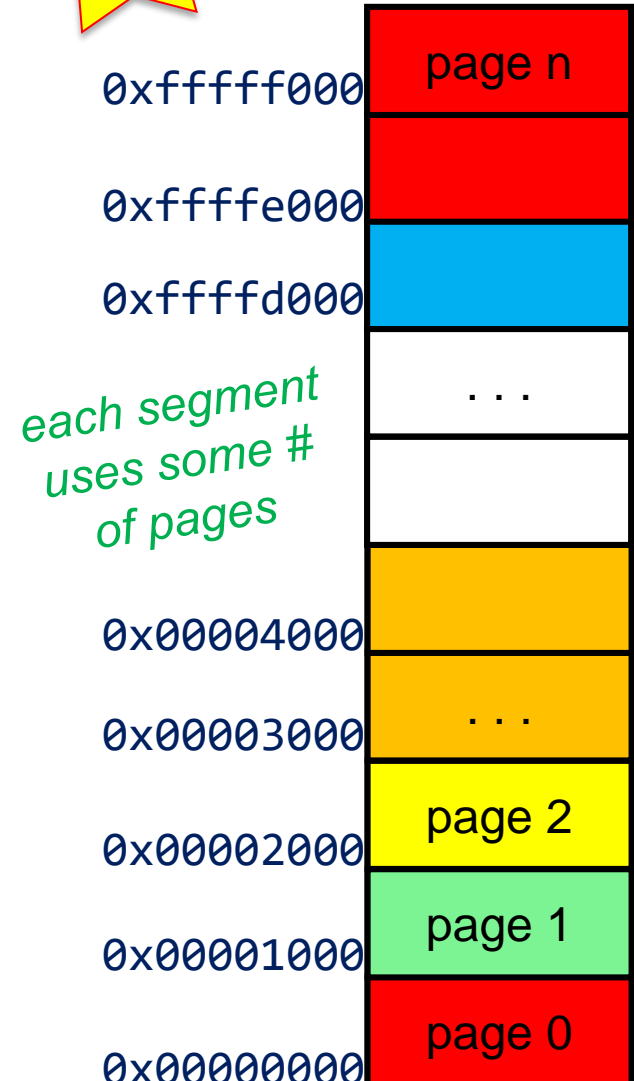 page n
0xfffff000
0xffffe000
0xffffd000
. . .
each segment
uses some #
of pages
0x00004000
. . .
0x00003000
page 2
0x00002000
page 1
0x00001000
page 0
0x00000000